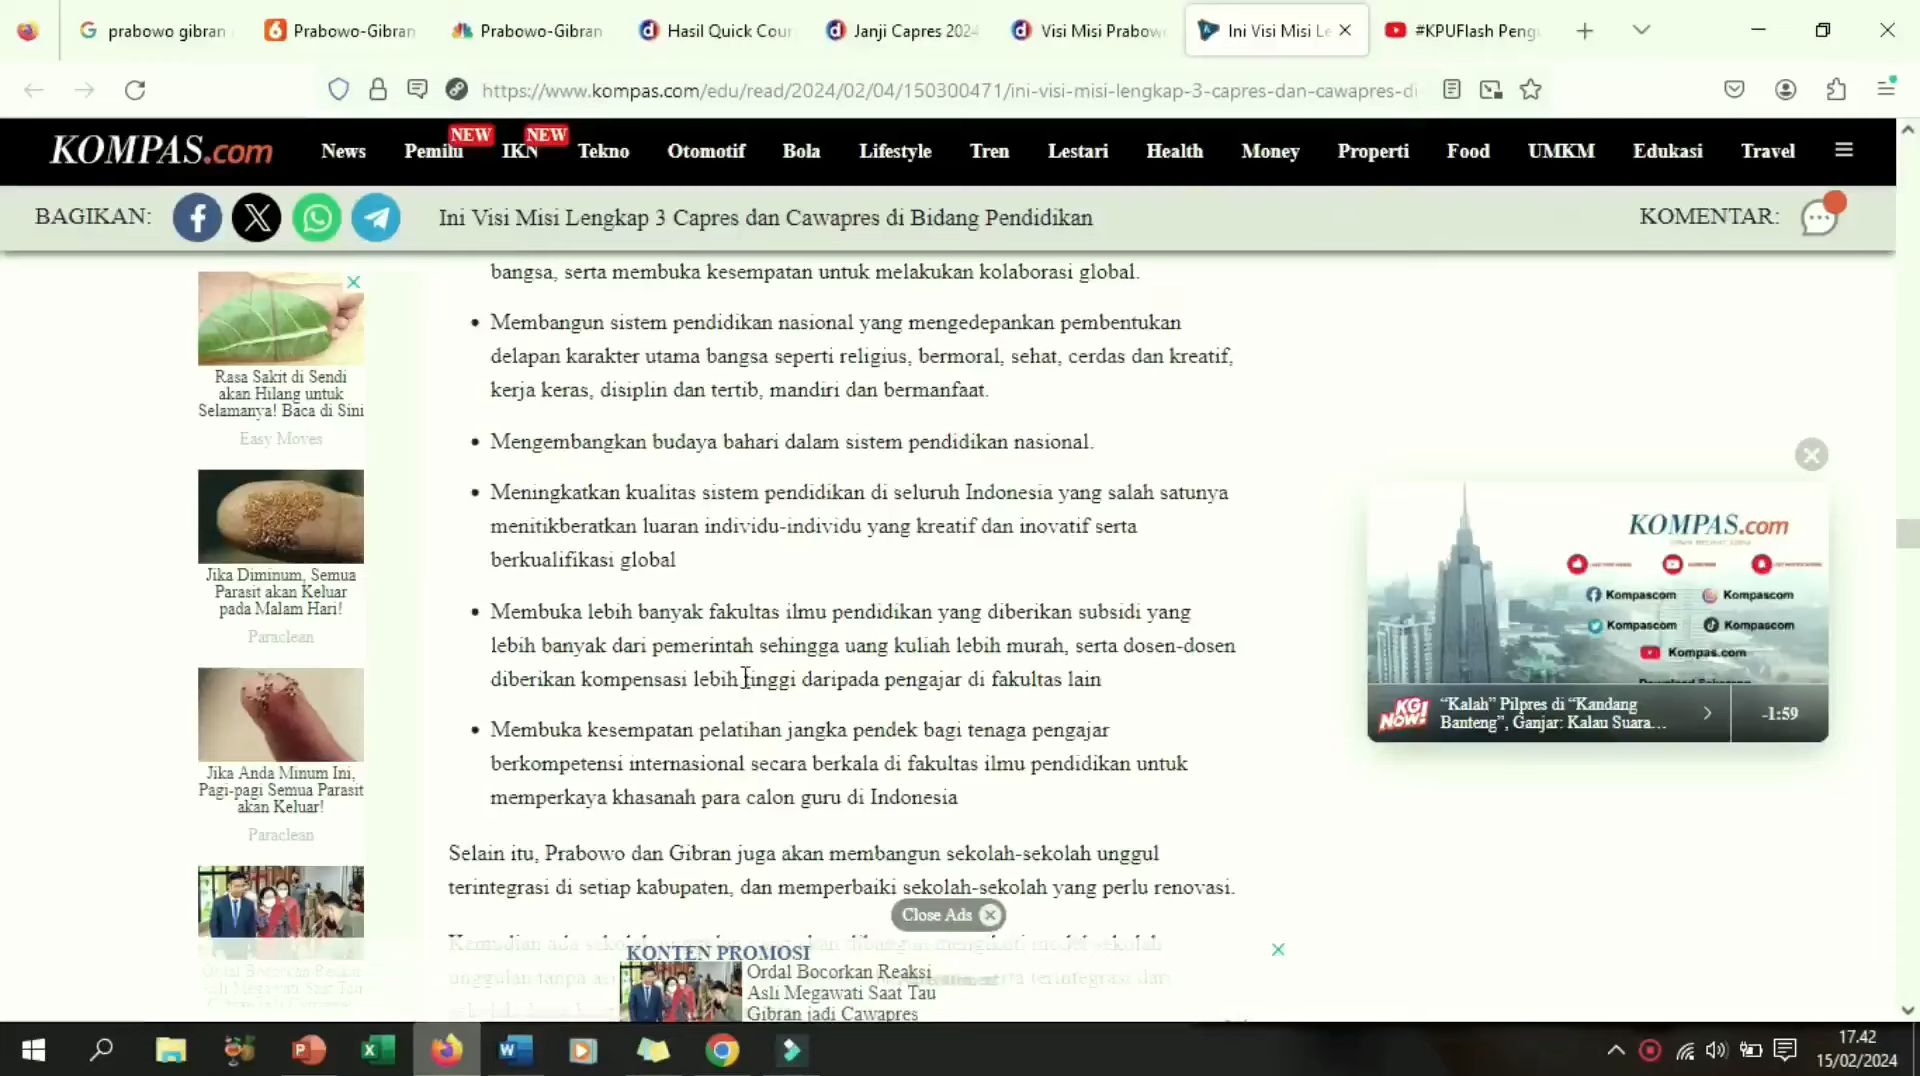 prabowo gibran
Prabowo-Gibran
Prabowo-Gibran
Hasil Quick Cour
Janji Capres 2024
Visi Misi Prabow
Ini Visi Misi Le
#KPUFlash Peng
https://www.kompas.com/edu/read/2024/02/04/150300471/ini-visi-misi-lengkap-3-capres-dan-cawapres-di
KOMPAS.com
News
Pemilu
NEW
IKN
NEW
Tekno
Otomotif
Bola
Lifestyle
Tren
Lestari
Health
Money
Properti
Food
UMKM
Edukasi
Travel
BAGIKAN:
Ini Visi Misi Lengkap 3 Capres dan Cawapres di Bidang Pendidikan
KOMENTAR:
bangsa, serta membuka kesempatan untuk melakukan kolaborasi global.
• Membangun sistem pendidikan nasional yang mengedepankan pembentukan
delapan karakter utama bangsa seperti religius, bermoral, sehat, cerdas dan kreatif,
kerja keras, disiplin dan tertib, mandiri dan bermanfaat.
• Mengembangkan budaya bahari dalam sistem pendidikan nasional.
• Meningkatkan kualitas sistem pendidikan di seluruh Indonesia yang salah satunya
menitikberatkan luaran individu-individu yang kreatif dan inovatif serta
berkualifikasi global
• Membuka lebih banyak fakultas ilmu pendidikan yang diberikan subsidi yang
lebih banyak dari pemerintah sehingga uang kuliah lebih murah, serta dosen-dosen
diberikan kompensasi lebih tinggi daripada pengajar di fakultas lain
• Membuka kesempatan pelatihan jangka pendek bagi tenaga pengajar
berkompetensi internasional secara berkala di fakultas ilmu pendidikan untuk
memperkaya khasanah para calon guru di Indonesia
Selain itu, Prabowo dan Gibran juga akan membangun sekolah-sekolah unggul
terintegrasi di setiap kabupaten, dan memperbaiki sekolah-sekolah yang perlu renovasi.
Rasa Sakit di Sendi
akan Hilang untuk
Selamanya! Baca di Sini
Easy Moves
Jika Diminum, Semua
Parasit akan Keluar
pada Malam Hari!
Paraclean
Jika Anda Minum Ini,
Pagi-pagi Semua Parasit
akan Keluar!
Paraclean
Ordal Bocorkan Reaksi
Asli Megawati Saat Tau
Gibran jadi Cawapres
KOMPAS.com
Kompascom
Kompascom
Kompascom
Kompascom
Kompas.com
KG
NOW!
“Kalah” Pilpres di “Kandang
Banteng”, Ganjar: Kalau Suara...
-1:59
Close Ads
KONTEN PROMOSI
Ordal Bocorkan Reaksi
Asli Megawati Saat Tau
Gibran jadi Cawapres
17.42
15/02/2024